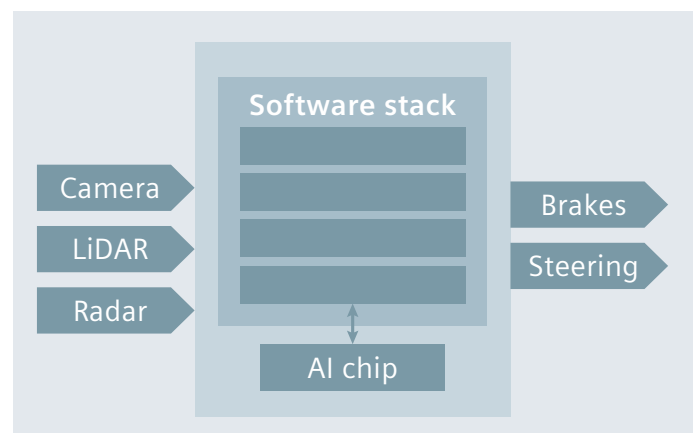 Software stack
Camera
LiDAR
Radar
Brakes
Steering
AI chip